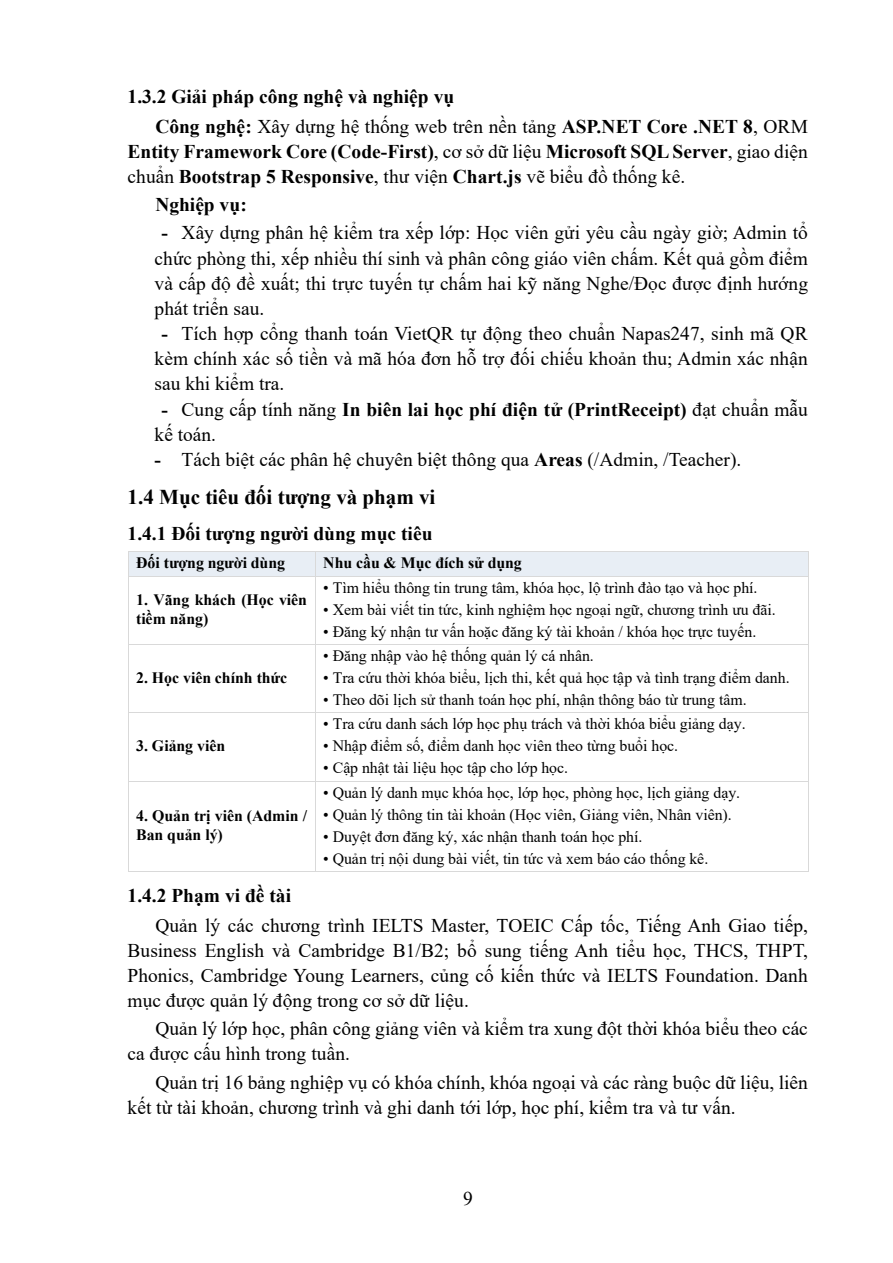 1.3.2 Giải pháp công nghệ và nghiệp vụ
Công nghệ: Xây dựng hệ thống web trên nền tảng ASP.NET Core .NET 8, ORM
Entity Framework Core (Code-First), cơ sở dữ liệu Microsoft SQL Server, giao diện
chuẩn Bootstrap 5 Responsive, thư viện Chart.js vẽ biểu đồ thống kê.
Nghiệp vụ:
- Xây dựng phân hệ kiểm tra xếp lớp: Học viên gửi yêu cầu ngày giờ; Admin tổ
chức phòng thi, xếp nhiều thí sinh và phân công giáo viên chấm. Kết quả gồm điểm
và cấp độ đề xuất; thi trực tuyến tự chấm hai kỹ năng Nghe/Đọc được định hướng
phát triển sau.
- Tích hợp cổng thanh toán VietQR tự động theo chuẩn Napas247, sinh mã QR
kèm chính xác số tiền và mã hóa đơn hỗ trợ đối chiếu khoản thu; Admin xác nhận
sau khi kiểm tra.
- Cung cấp tính năng In biên lai học phí điện tử (PrintReceipt) đạt chuẩn mẫu
kế toán.
- Tách biệt các phân hệ chuyên biệt thông qua Areas (/Admin, /Teacher).
1.4 Mục tiêu đối tượng và phạm vi
1.4.1 Đối tượng người dùng mục tiêu
Đối tượng người dùng
Nhu cầu & Mục đích sử dụng
1. Vãng khách (Học viên
tiềm năng)
• Tìm hiểu thông tin trung tâm, khóa học, lộ trình đào tạo và học phí.
• Xem bài viết tin tức, kinh nghiệm học ngoại ngữ, chương trình ưu đãi.
• Đăng ký nhận tư vấn hoặc đăng ký tài khoản / khóa học trực tuyến.
2. Học viên chính thức
• Đăng nhập vào hệ thống quản lý cá nhân.
• Tra cứu thời khóa biểu, lịch thi, kết quả học tập và tình trạng điểm danh.
• Theo dõi lịch sử thanh toán học phí, nhận thông báo từ trung tâm.
3. Giảng viên
• Tra cứu danh sách lớp học phụ trách và thời khóa biểu giảng dạy.
• Nhập điểm số, điểm danh học viên theo từng buổi học.
• Cập nhật tài liệu học tập cho lớp học.
4. Quản trị viên (Admin /
Ban quản lý)
• Quản lý danh mục khóa học, lớp học, phòng học, lịch giảng dạy.
• Quản lý thông tin tài khoản (Học viên, Giảng viên, Nhân viên).
• Duyệt đơn đăng ký, xác nhận thanh toán học phí.
• Quản trị nội dung bài viết, tin tức và xem báo cáo thống kê.
1.4.2 Phạm vi đề tài
Quản lý các chương trình IELTS Master, TOEIC Cấp tốc, Tiếng Anh Giao tiếp,
Business English và Cambridge B1/B2; bổ sung tiếng Anh tiểu học, THCS, THPT,
Phonics, Cambridge Young Learners, củng cố kiến thức và IELTS Foundation. Danh
mục được quản lý động trong cơ sở dữ liệu.
Quản lý lớp học, phân công giảng viên và kiểm tra xung đột thời khóa biểu theo các
ca được cấu hình trong tuần.
Quản trị 16 bảng nghiệp vụ có khóa chính, khóa ngoại và các ràng buộc dữ liệu, liên
kết từ tài khoản, chương trình và ghi danh tới lớp, học phí, kiểm tra và tư vấn.
9